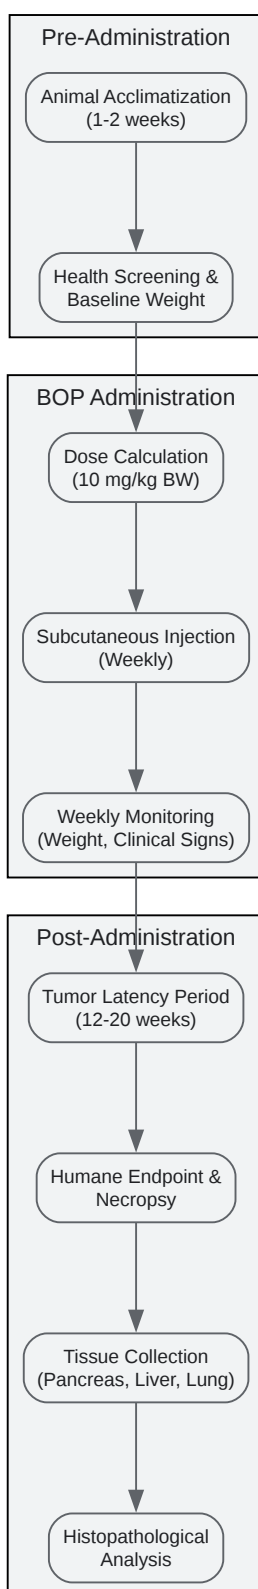 Pre-Administration
Animal Acclimatization
(1-2 weeks)
Health Screening &
Baseline Weight
BOP Administration
Dose Calculation
(10 mg/kg BW)
Subcutaneous Injection
(Weekly)
Weekly Monitoring
(Weight, Clinical Signs)
Post-Administration
Tumor Latency Period
(12-20 weeks)
Humane Endpoint &
Necropsy
Tissue Collection
(Pancreas, Liver, Lung)
Histopathological
Analysis